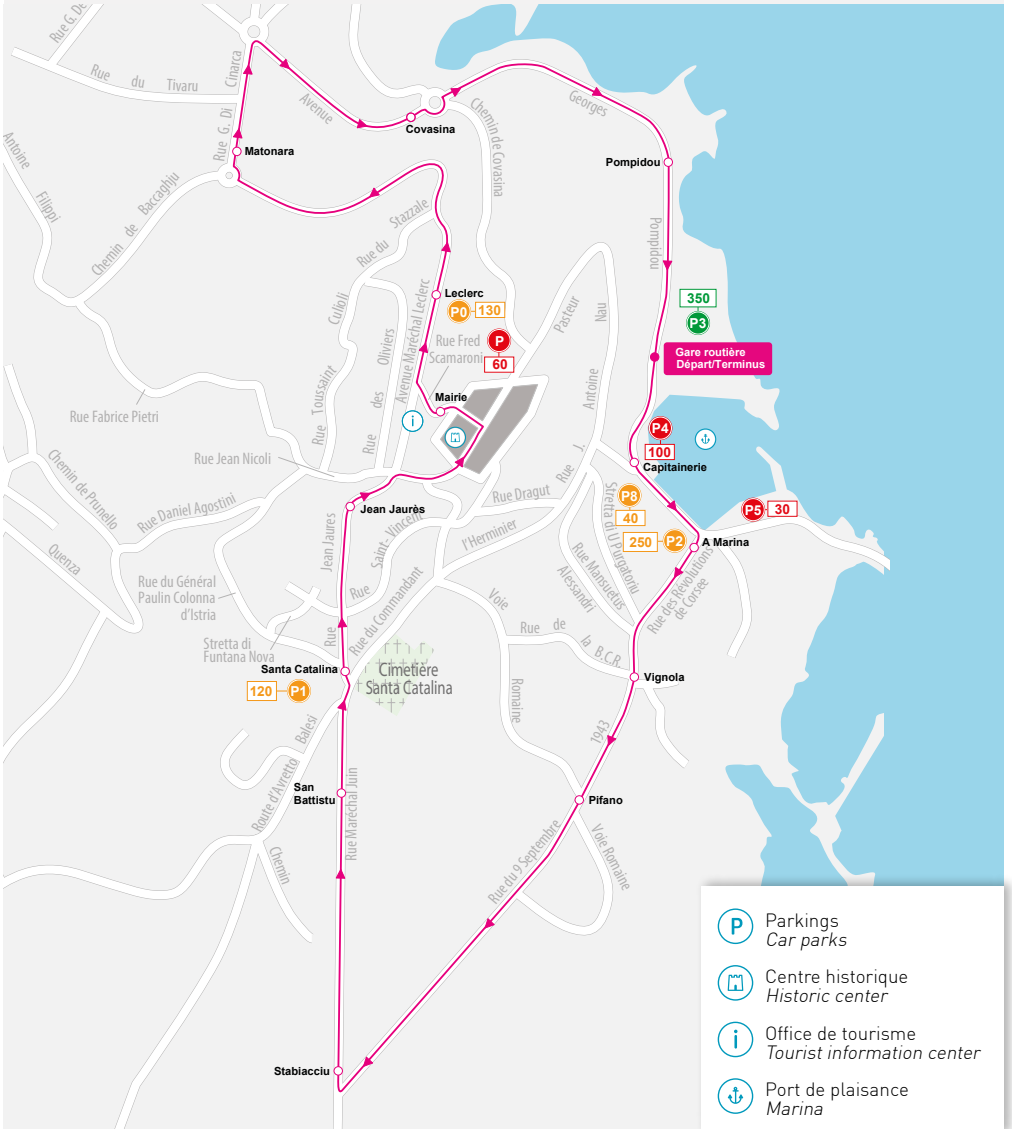 Rue G. De
Rue du Tivaru
Rue G. Di Cinarca
Avenue
Georges
Covasina
Chemin de Covasina
Pompidou
Matonara
Antoine Filippi
Chemin de Baccaghju
Pompidou
Rue du Stazzale
Leclerc
P0 130
350
P3
Pasteur
Culioli
Rue Toussaint
Rue des Oliviers
Avenue Maréchal Leclerc
Rue Fred
Scamaroni
P
60
Gare routière
Départ/Terminus
Rue J. Antoine Nau
Mairie
i
Rue Fabrice Pietri
P4
100
Capitainerie
Rue Jean Nicoli
Chemin de Prunello
Rue Daniel Agostini
Jean Jaurès
Rue Dragut
P8
40
P5 30
250 P2
A Marina
Stretta di U Purgatoriu
Rue Mansuetus
Alessandri
Rue des Révolutions
de Corsee
Quenza
Rue Jean Jaures
Rue Saint-Vincent
l'Herminier
Rue du Commandant
Rue du Général
Paulin Colonna
d'Istria
Voie Romaine
Rue de la B.C.R.
Stretta di
Funtana Nova
Santa Catalina
120 P1
Cimetière
Santa Catalina
Vignola
1943
Balesi
Route d'Avretto
San
Battistu
Rue Maréchal Juin
Pifano
Voie Romaine
Rue du 9 Septembre
Chemin
Stabiacciu
P
Parkings
Car parks
Centre historique
Historic center
i
Office de tourisme
Tourist information center
Port de plaisance
Marina